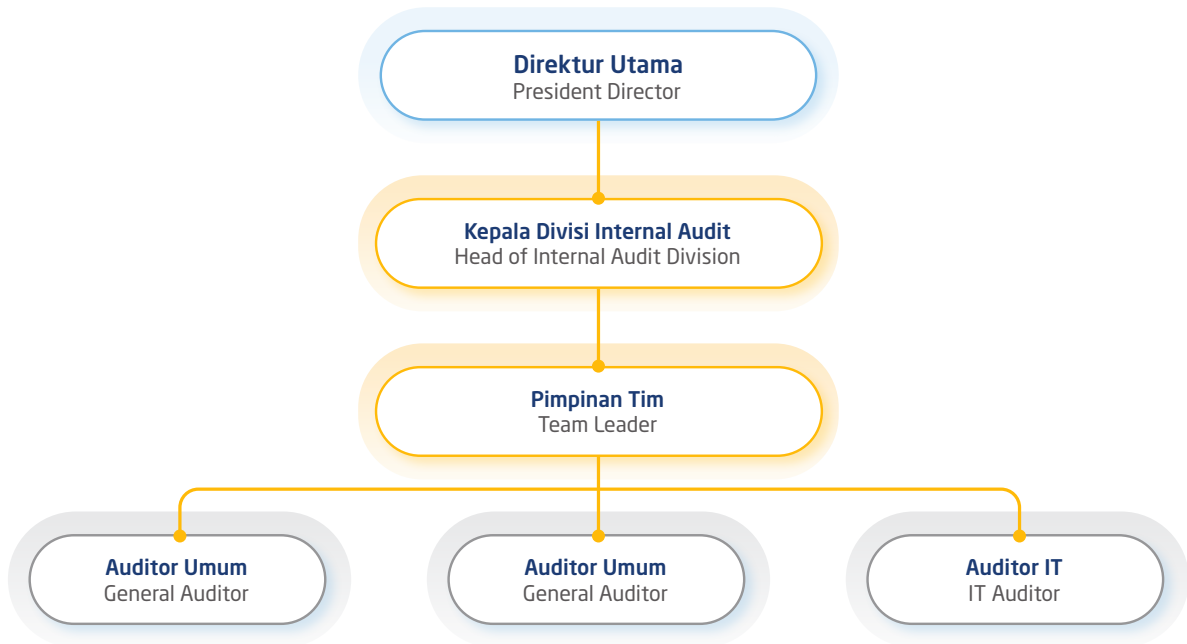 Direktur Utama
President Director
Kepala Divisi Internal Audit
Head of Internal Audit Division
Pimpinan Tim
Team Leader
Auditor Umum
General Auditor
Auditor Umum
General Auditor
Auditor IT
IT Auditor